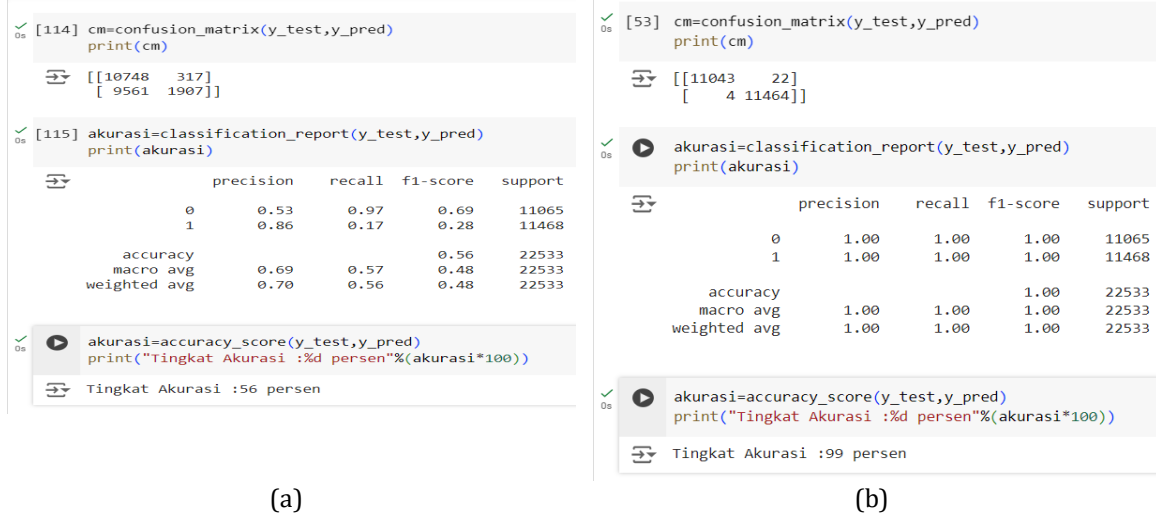 [114] cm=confusion_matrix(y_test,y_pred)
print(cm)
0s
[[10748 317]
[ 9561 1907]]
[115] akurasi=classification_report(y_test,y_pred)
print(akurasi)
0s
precision recall f1-score support
0 0.53 0.97 0.69 11065
1 0.86 0.17 0.28 11468
accuracy 0.56 22533
macro avg 0.69 0.57 0.48 22533
weighted avg 0.70 0.56 0.48 22533
akurasi=accuracy_score(y_test,y_pred)
0s
print("Tingkat Akurasi :%d persen"%(akurasi*100))
Tingkat Akurasi :56 persen
(a)
[53] cm=confusion_matrix(y_test,y_pred)
0s
print(cm)
[[11043 22]
[ 4 11464]]
akurasi=classification_report(y_test,y_pred)
0s
print(akurasi)
precision recall f1-score support
0 1.00 1.00 1.00 11065
1 1.00 1.00 1.00 11468
accuracy 1.00 22533
macro avg 1.00 1.00 1.00 22533
weighted avg 1.00 1.00 1.00 22533
akurasi=accuracy_score(y_test,y_pred)
0s
print("Tingkat Akurasi :%d persen"%(akurasi*100))
Tingkat Akurasi :99 persen
(b)